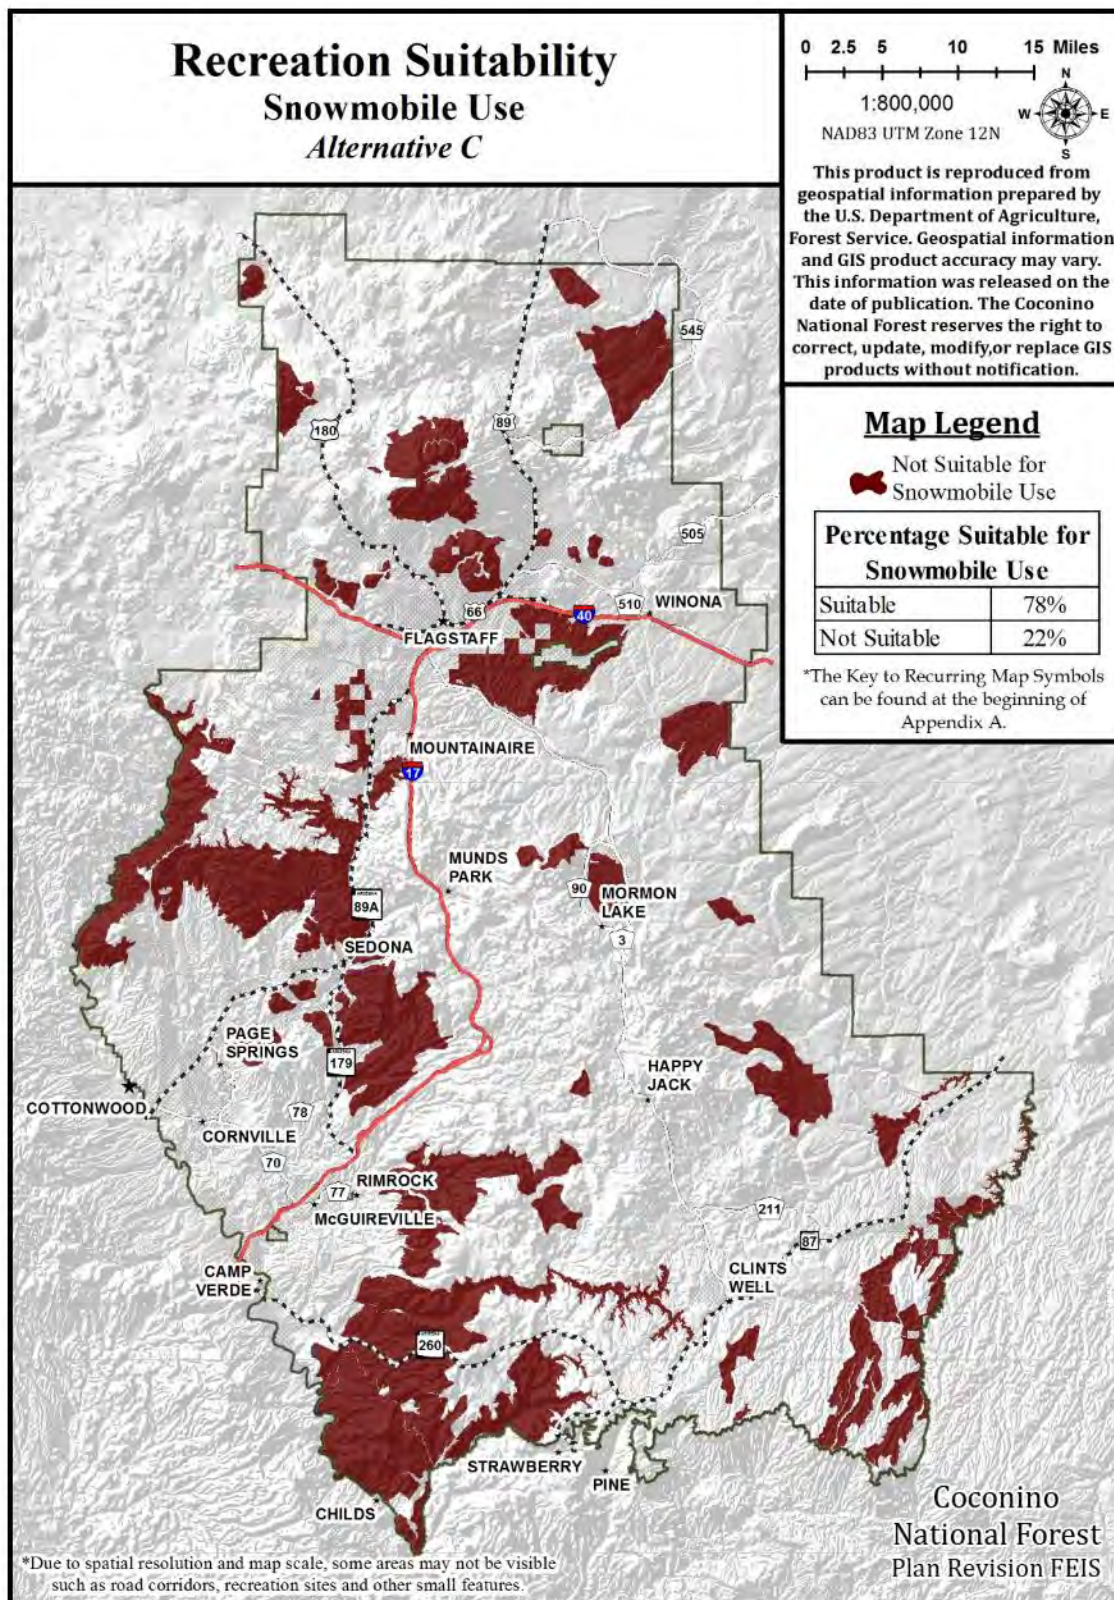 Recreation Suitability
Snowmobile Use
Alternative C
0 2.5 5 10 15 Miles
1:800,000
NAD83 UTM Zone 12N
N
W E
S
This product is reproduced from
geospatial information prepared by
the U.S. Department of Agriculture,
Forest Service. Geospatial information
and GIS product accuracy may vary.
This information was released on the
date of publication. The Coconino
National Forest reserves the right to
correct, update, modify,or replace GIS
products without notification.
Map Legend
Not Suitable for
Snowmobile Use
Percentage Suitable for
Snowmobile Use
Suitable 78%
Not Suitable 22%
*The Key to Recurring Map Symbols
can be found at the beginning of
Appendix A.
545
180
89
505
66
40
510
WINONA
FLAGSTAFF
MOUNTAINAIRE
17
MUNDS
PARK
90
MORMON
LAKE
89A
3
SEDONA
PAGE
SPRINGS
179
HAPPY
JACK
COTTONWOOD
78
CORNVILLE
70
77
RIMROCK
McGUIREVILLE
211
87
CAMP
VERDE
CLINTS
WELL
260
STRAWBERRY
PINE
CHILDS
Coconino
National Forest
Plan Revision FEIS
*Due to spatial resolution and map scale, some areas may not be visible
such as road corridors, recreation sites and other small features.